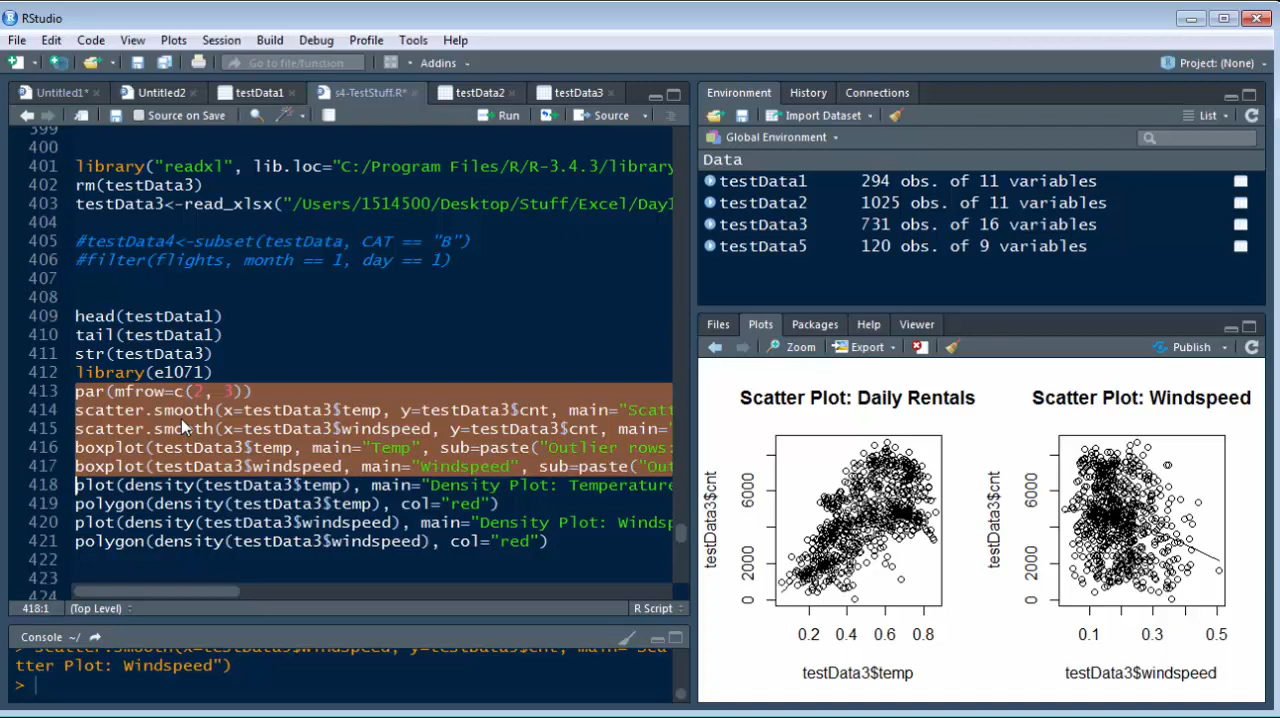 RStudio
File Edit Code View Plots Session Build Debug Profile Tools Help
Go to file/function Addins Project: (None)
Untitled1* Untitled2 testData1 s4-TestStuff.R* testData2 testData3
Source on Save Run Source
399
400
401 library("readxl", lib.loc="C:/Program Files/R/R-3.4.3/library
402 rm(testData3)
403 testData3<-read_xlsx("/Users/1514500/Desktop/Stuff/Excel/Day1
404
405 #testData4<-subset(testData, CAT == "B")
406 #filter(flights, month == 1, day == 1)
407
408
409 head(testData1)
410 tail(testData1)
411 str(testData3)
412 library(e1071)
413 par(mfrow=c(2, 3))
414 scatter.smooth(x=testData3$temp, y=testData3$cnt, main="Scatt
415 scatter.smooth(x=testData3$windspeed, y=testData3$cnt, main="
416 boxplot(testData3$temp, main="Temp", sub=paste("Outlier rows:
417 boxplot(testData3$windspeed, main="Windspeed", sub=paste("Out
418 plot(density(testData3$temp), main="Density Plot: Temperature
419 polygon(density(testData3$temp), col="red")
420 plot(density(testData3$windspeed), main="Density Plot: Windsp
421 polygon(density(testData3$windspeed), col="red")
422
423
424
418:1 (Top Level) R Script
Console ~/
> scatter.smooth(x=testData3$windspeed, y=testData3$cnt, main="Sca
tter Plot: Windspeed")
>
Environment History Connections
Import Dataset List
Global Environment
Data
testData1 294 obs. of 11 variables
testData2 1025 obs. of 11 variables
testData3 731 obs. of 16 variables
testData5 120 obs. of 9 variables
Files Plots Packages Help Viewer
Zoom Export Publish
Scatter Plot: Daily Rentals
testData3$cnt
6000
2000
0
0.2 0.4 0.6 0.8
testData3$temp
Scatter Plot: Windspeed
testData3$cnt
6000
2000
0
0.1 0.3 0.5
testData3$windspeed